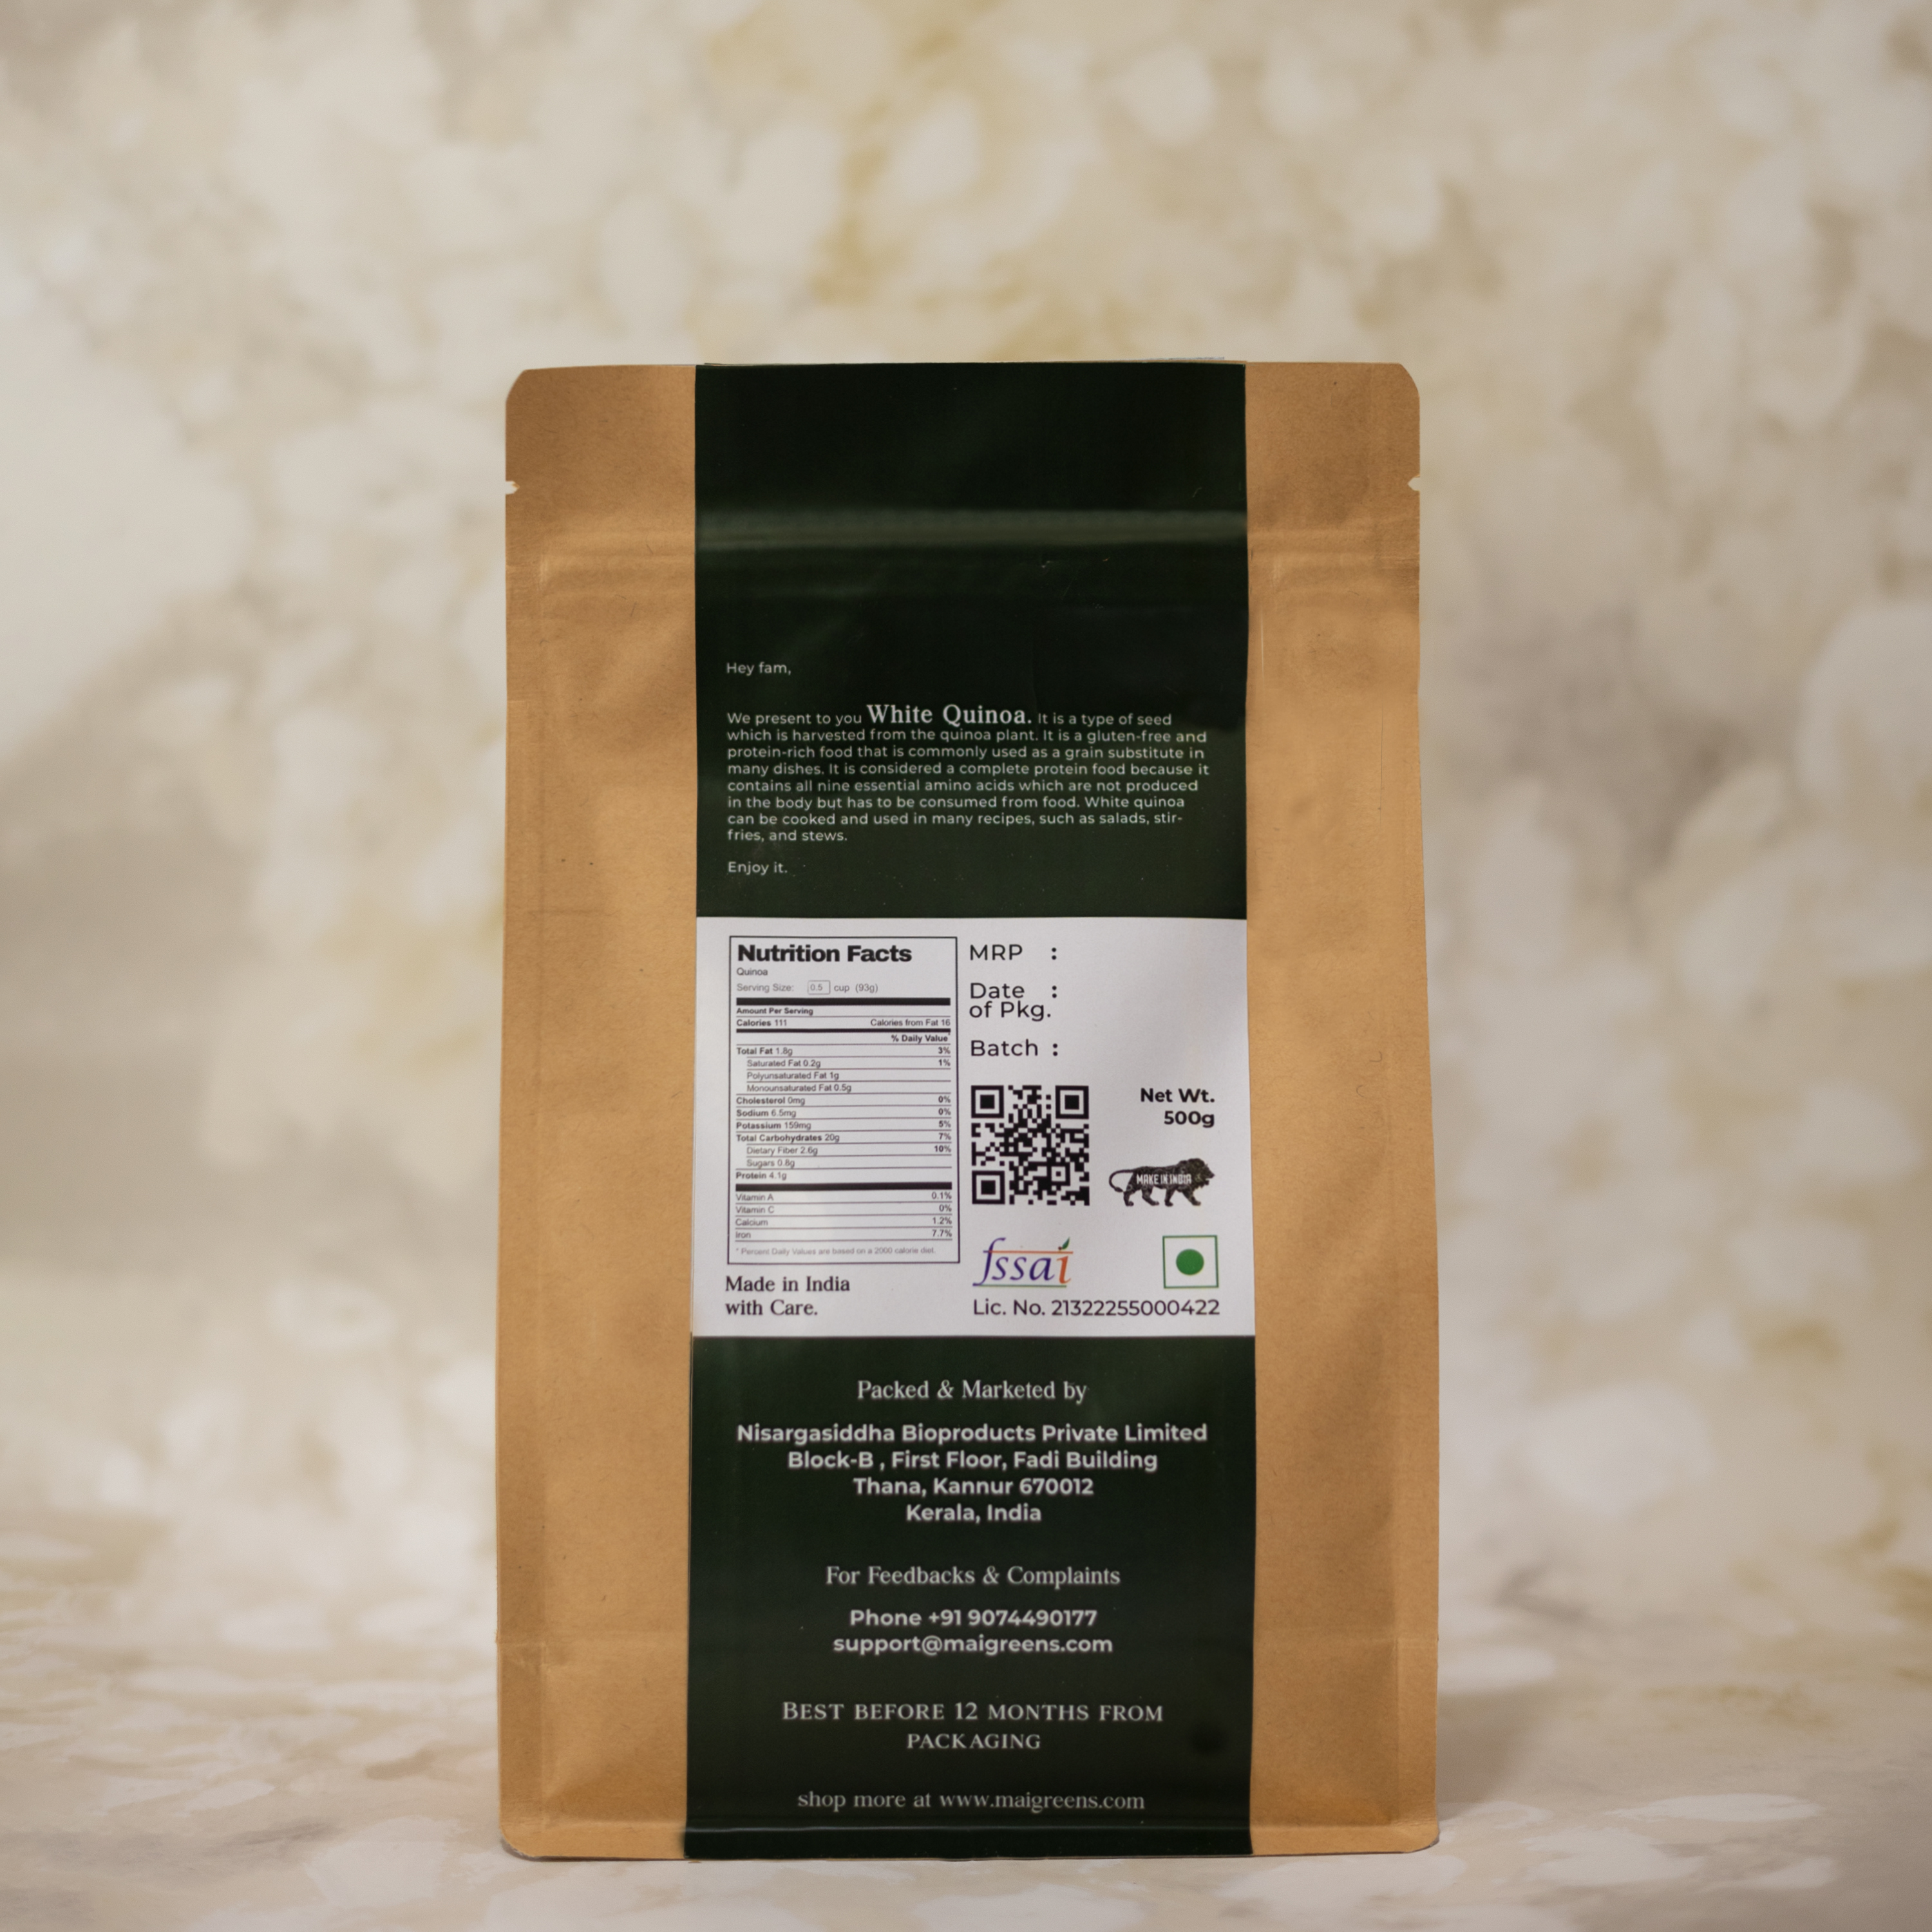 Hey fam,
We present to you White Quinoa. It is a type of seed
which is harvested from the quinoa plant. It is a gluten-free and
protein-rich food that is commonly used as a grain substitute in
many dishes. It is considered a complete protein food because it
contains all nine essential amino acids which are not produced
in the body but has to be consumed from food. White quinoa
can be cooked and used in many recipes, such as salads, stir-
fries, and stews.
Enjoy it.
Nutrition Facts
Quinoa
Serving Size: 0.5 cup (93g)
Amount Per Serving
Calories 111 Calories from Fat 16
% Daily Value*
Total Fat 1.8g 3%
Saturated Fat 0.2g 1%
Polyunsaturated Fat 1g
Monounsaturated Fat 0.5g
Cholesterol 0mg 0%
Sodium 6.5mg 0%
Potassium 159mg 5%
Total Carbohydrates 20g 7%
Dietary Fiber 2.6g 10%
Sugars 0.8g
Protein 4.1g
Vitamin A 0.1%
Vitamin C 0%
Calcium 1.2%
Iron 7.7%
* Percent Daily Values are based on a 2000 calorie diet.
Made in India
with Care.
MRP :
Date :
of Pkg.
Batch :
Net Wt.
500g
MAKE IN INDIA
fssai
Lic. No. 21322255000422
Packed & Marketed by
Nisargasiddha Bioproducts Private Limited
Block-B , First Floor, Fadi Building
Thana, Kannur 670012
Kerala, India
For Feedbacks & Complaints
Phone +91 9074490177
support@maigreens.com
BEST BEFORE 12 MONTHS FROM
PACKAGING
shop more at www.maigreens.com